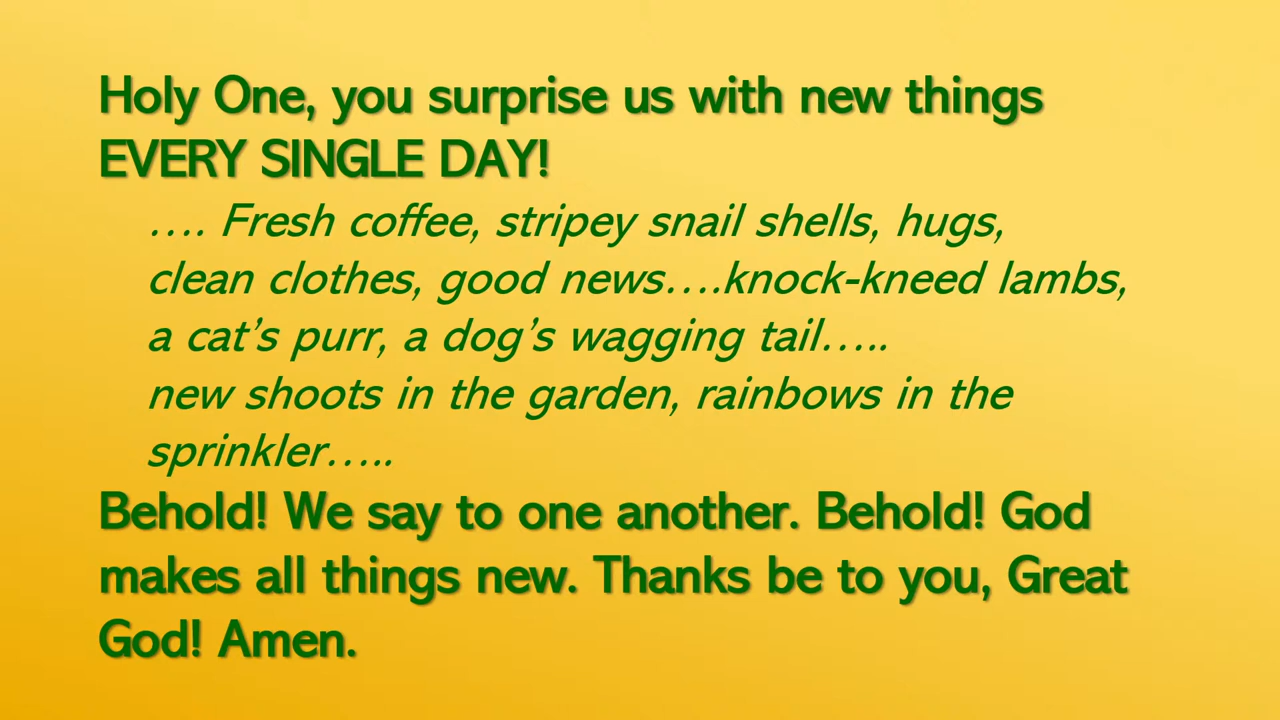 Holy One, you surprise us with new things
EVERY SINGLE DAY!
…. Fresh coffee, stripey snail shells, hugs,
clean clothes, good news….knock-kneed lambs,
a cat’s purr, a dog’s wagging tail…..
new shoots in the garden, rainbows in the
sprinkler…..
Behold! We say to one another. Behold! God
makes all things new. Thanks be to you, Great
God! Amen.